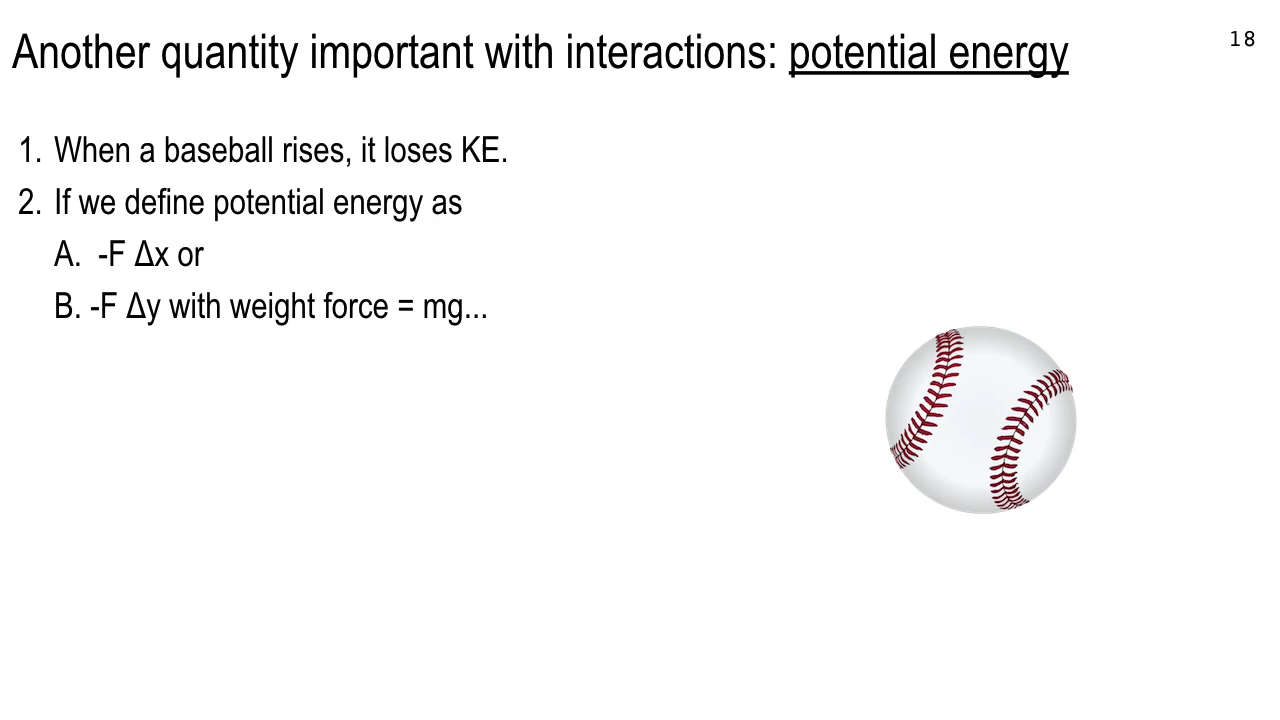 Another quantity important with interactions: potential energy
18
1. When a baseball rises, it loses KE.
2. If we define potential energy as
A. -F Δx or
B. -F Δy with weight force = mg...